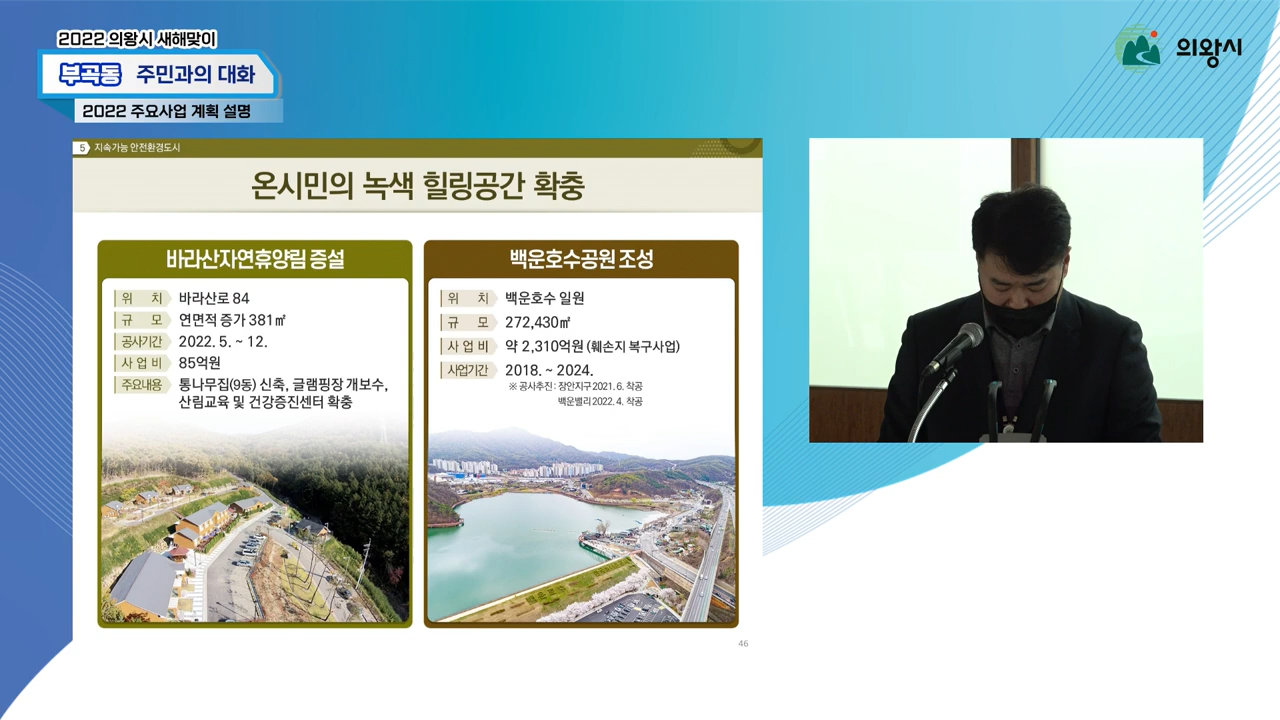 2022 의왕시 새해맞이
부곡동 주민과의 대화
2022 주요사업 계획 설명
의왕시
5 지속가능 안전환경도시
온시민의 녹색 힐링공간 확충
바라산자연휴양림 증설
위 치 바라산로 84
규 모 연면적 증가 381㎡
공사기간 2022. 5. ~ 12.
사 업 비 85억원
주요내용 통나무집(9동) 신축, 글램핑장 개보수,
산림교육 및 건강증진센터 확충
백운호수공원 조성
위 치 백운호수 일원
규 모 272,430㎡
사 업 비 약 2,310억원 (훼손지 복구사업)
사업기간 2018. ~ 2024.
※ 공사추진 : 장안지구 2021. 6. 착공
백운밸리 2022. 4. 착공
46